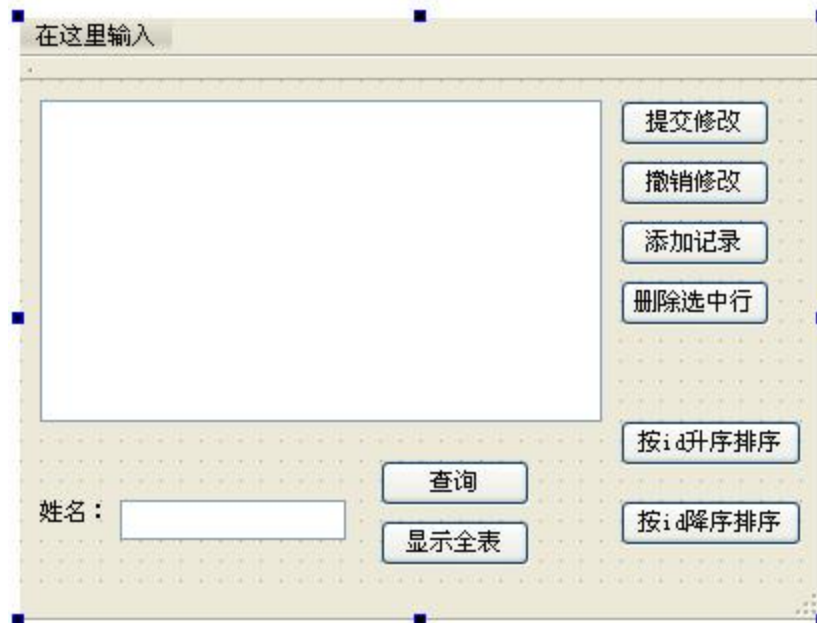 在这里输入
提交修改
撤销修改
添加记录
删除选中行
按id升序排序
查询
姓名：
显示全表
按id降序排序